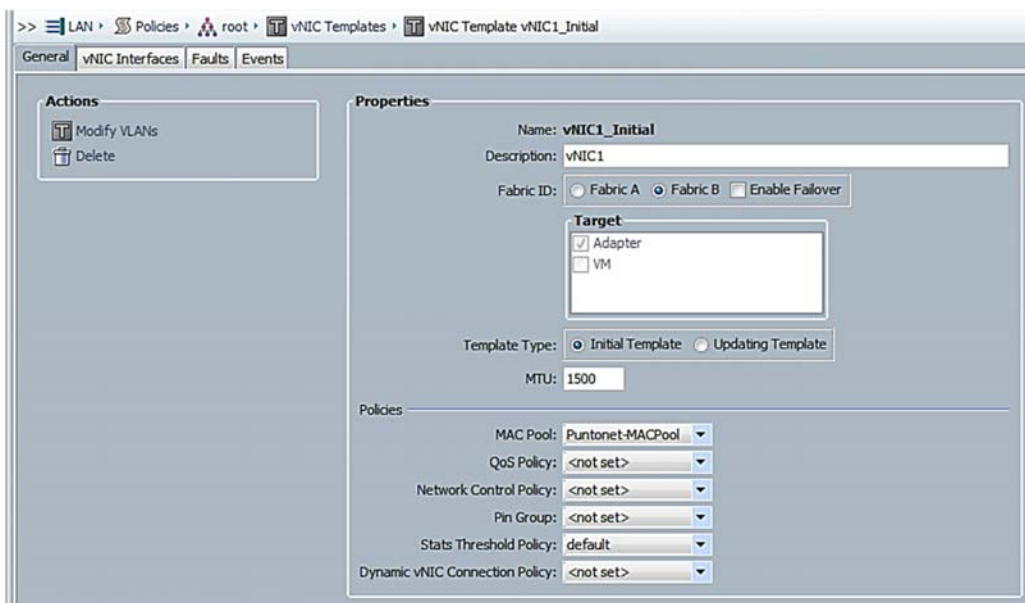 >> LAN Policies root vNIC Templates vNIC Template vNIC1_Initial
General vNIC Interfaces Faults Events
Actions
Modify VLANs
Delete
Properties
Name: vNIC1_Initial
Description: vNIC1
Fabric ID: Fabric A Fabric B Enable Failover
Target
Adapter
VM
Template Type: Initial Template Updating Template
MTU: 1500
Policies
MAC Pool: Puntonet-MACPool
QoS Policy: <not set>
Network Control Policy: <not set>
Pin Group: <not set>
Stats Threshold Policy: default
Dynamic vNIC Connection Policy: <not set>